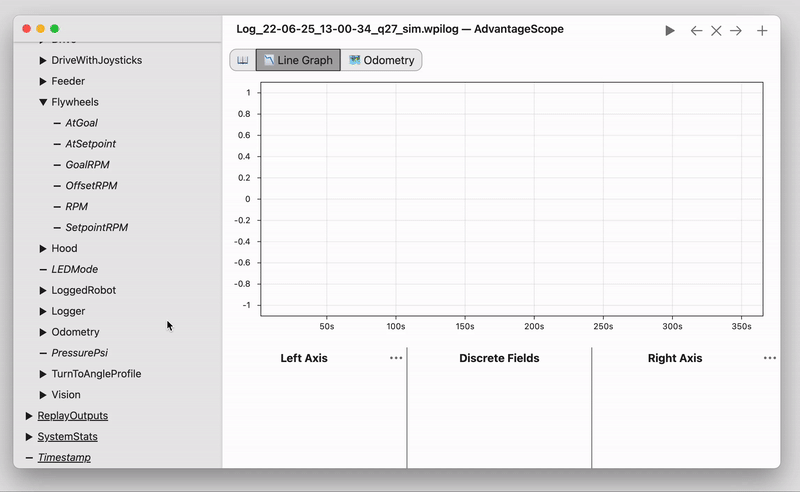 Log_22-06-25_13-00-34_q27_sim.wpilog — AdvantageScope
DriveWithJoysticks
Feeder
Flywheels
AtGoal
AtSetpoint
GoalRPM
OffsetRPM
RPM
SetpointRPM
Hood
LEDMode
LoggedRobot
Logger
Odometry
PressurePsi
TurnToAngleProfile
Vision
ReplayOutputs
SystemStats
Timestamp
Line Graph
Odometry
1
0.8
0.6
0.4
0.2
0
-0.2
-0.4
-0.6
-0.8
-1
50s 100s 150s 200s 250s 300s 350s
Left Axis
Discrete Fields
Right Axis